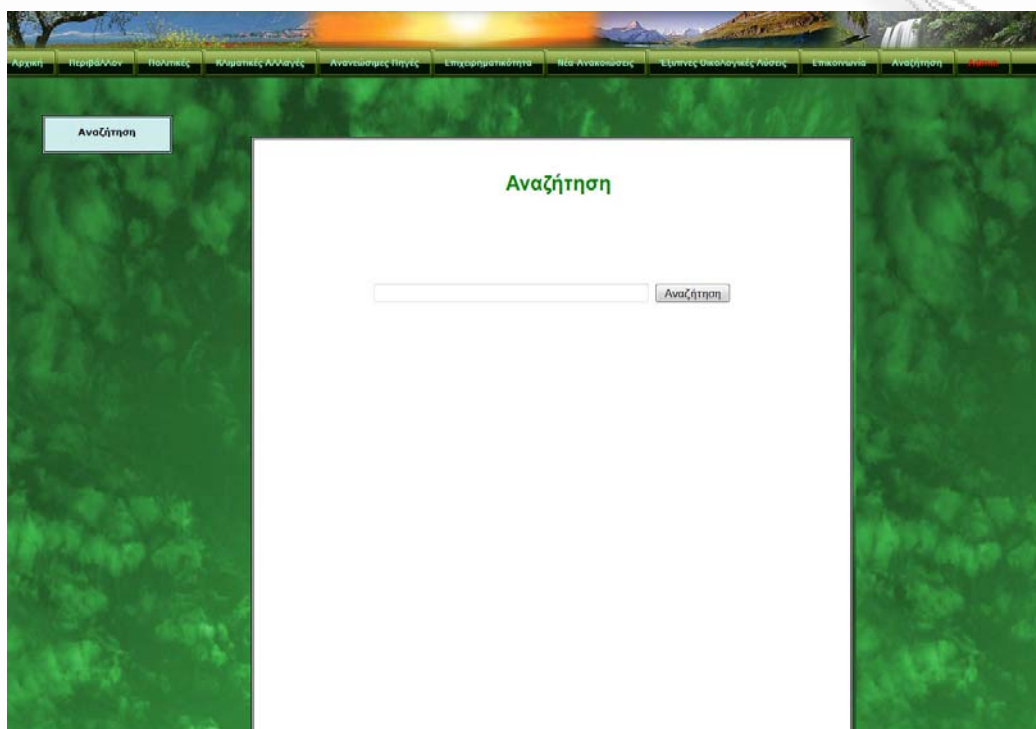 Αρχική Περιβάλλον Πολιτικές Κλιματικές Αλλαγές Ανανεώσιμες Πηγές Επιχειρηματικότητα Νέα-Ανακοινώσεις Έξυπνες Οικολογικές Λύσεις Επικοινωνία Αναζήτηση
Αναζήτηση
Αναζήτηση
Αναζήτηση